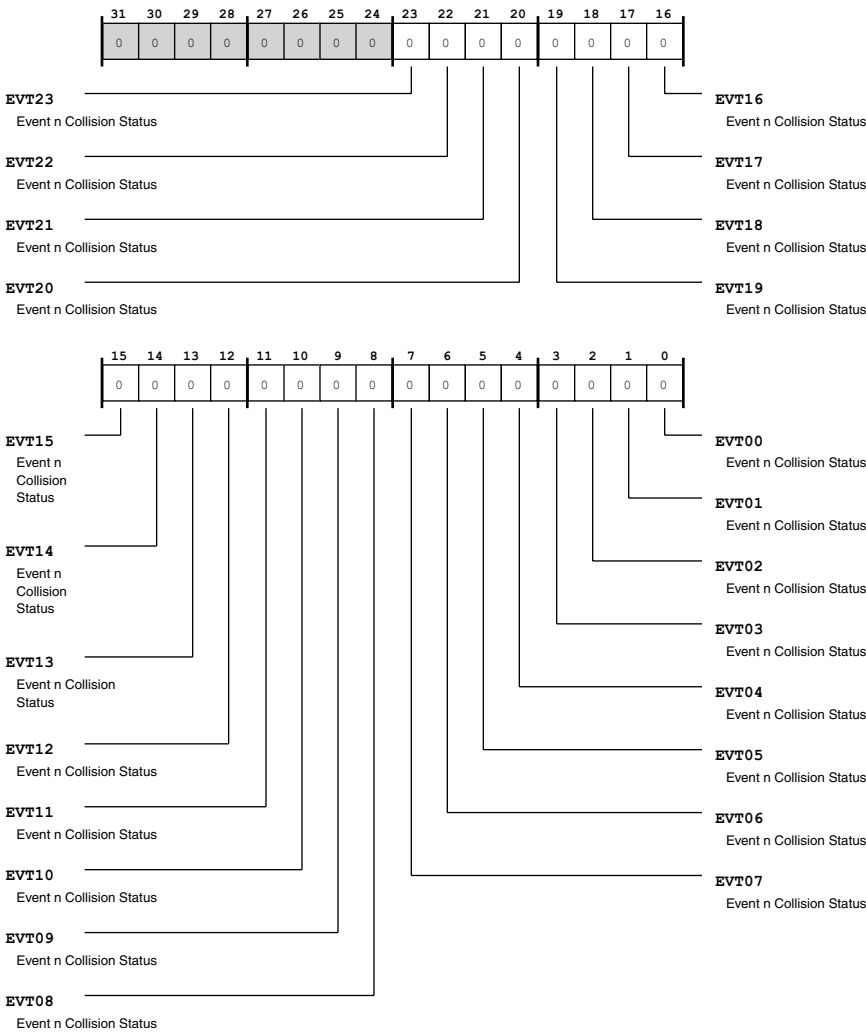 31 30 29 28 27 26 25 24 23 22 21 20 19 18 17 16
0 0 0 0 0 0 0 0 0 0 0 0 0 0 0 0
EVT23
Event n Collision Status
EVT22
Event n Collision Status
EVT21
Event n Collision Status
EVT20
Event n Collision Status
EVT16
Event n Collision Status
EVT17
Event n Collision Status
EVT18
Event n Collision Status
EVT19
Event n Collision Status
15 14 13 12 11 10 9 8 7 6 5 4 3 2 1 0
0 0 0 0 0 0 0 0 0 0 0 0 0 0 0 0
EVT15
Event n
Collision
Status
EVT14
Event n
Collision
Status
EVT13
Event n Collision
Status
EVT12
Event n Collision Status
EVT11
Event n Collision Status
EVT10
Event n Collision Status
EVT09
Event n Collision Status
EVT08
Event n Collision Status
EVT00
Event n Collision Status
EVT01
Event n Collision Status
EVT02
Event n Collision Status
EVT03
Event n Collision Status
EVT04
Event n Collision Status
EVT05
Event n Collision Status
EVT06
Event n Collision Status
EVT07
Event n Collision Status